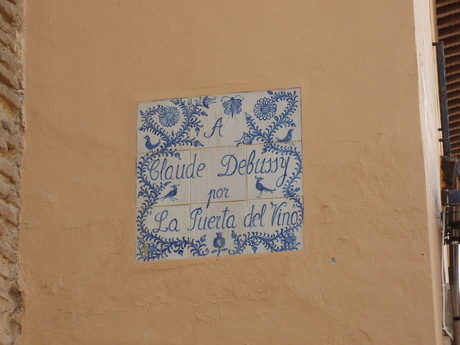 A
Claude Debussy
por
La Puerta del Vino